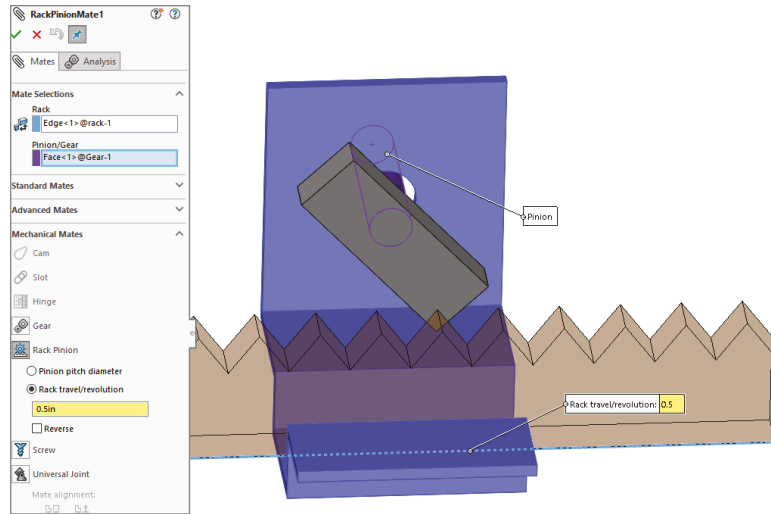 RackPinionMate1
Mates
Analysis
Mate Selections
Rack
Edge<1>@rack-1
Pinion/Gear
Face<1>@Gear-1
Standard Mates
Advanced Mates
Mechanical Mates
Cam
Slot
Hinge
Gear
Rack Pinion
Pinion pitch diameter
Rack travel/revolution
0.5in
Reverse
Screw
Universal Joint
Mate alignment:
Pinion
Rack travel/revolution: 0.5